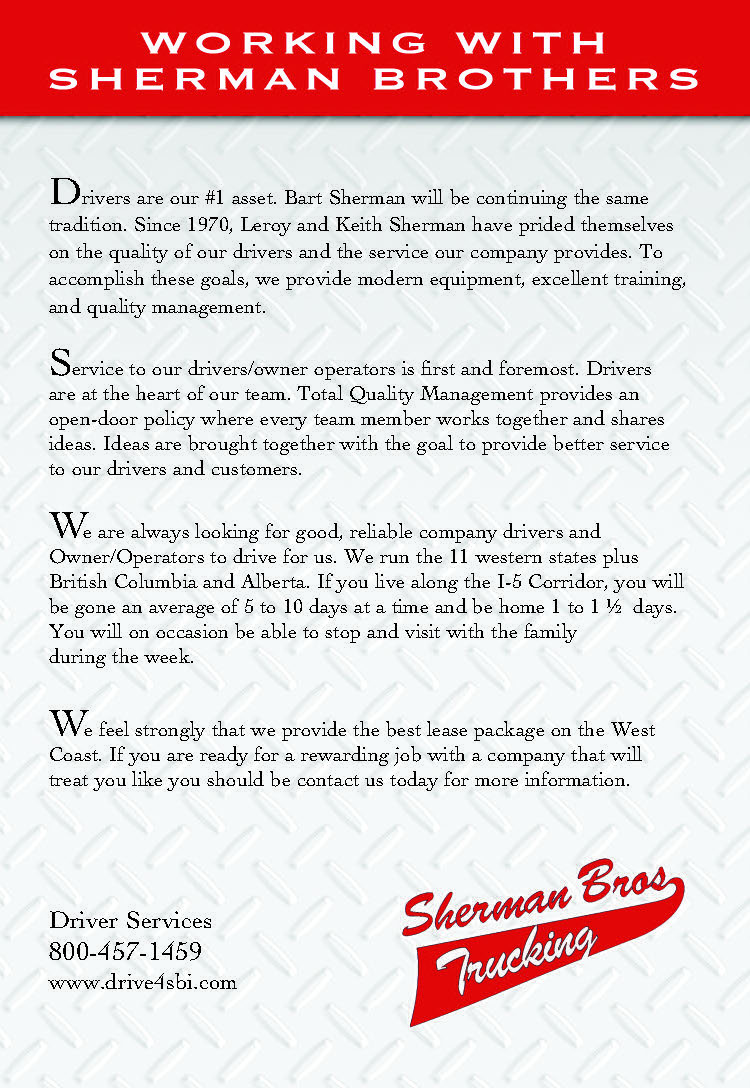 WORKING WITH
SHERMAN BROTHERS
Drivers are our #1 asset. Bart Sherman will be continuing the same
tradition. Since 1970, Leroy and Keith Sherman have prided themselves
on the quality of our drivers and the service our company provides. To
accomplish these goals, we provide modern equipment, excellent training,
and quality management.
Service to our drivers/owner operators is first and foremost. Drivers
are at the heart of our team. Total Quality Management provides an
open-door policy where every team member works together and shares
ideas. Ideas are brought together with the goal to provide better service
to our drivers and customers.
We are always looking for good, reliable company drivers and
Owner/Operators to drive for us. We run the 11 western states plus
British Columbia and Alberta. If you live along the I-5 Corridor, you will
be gone an average of 5 to 10 days at a time and be home 1 to 1 ½ days.
You will on occasion be able to stop and visit with the family
during the week.
We feel strongly that we provide the best lease package on the West
Coast. If you are ready for a rewarding job with a company that will
treat you like you should be contact us today for more information.
Driver Services
800-457-1459
www.drive4sbi.com
Sherman Bros
Trucking